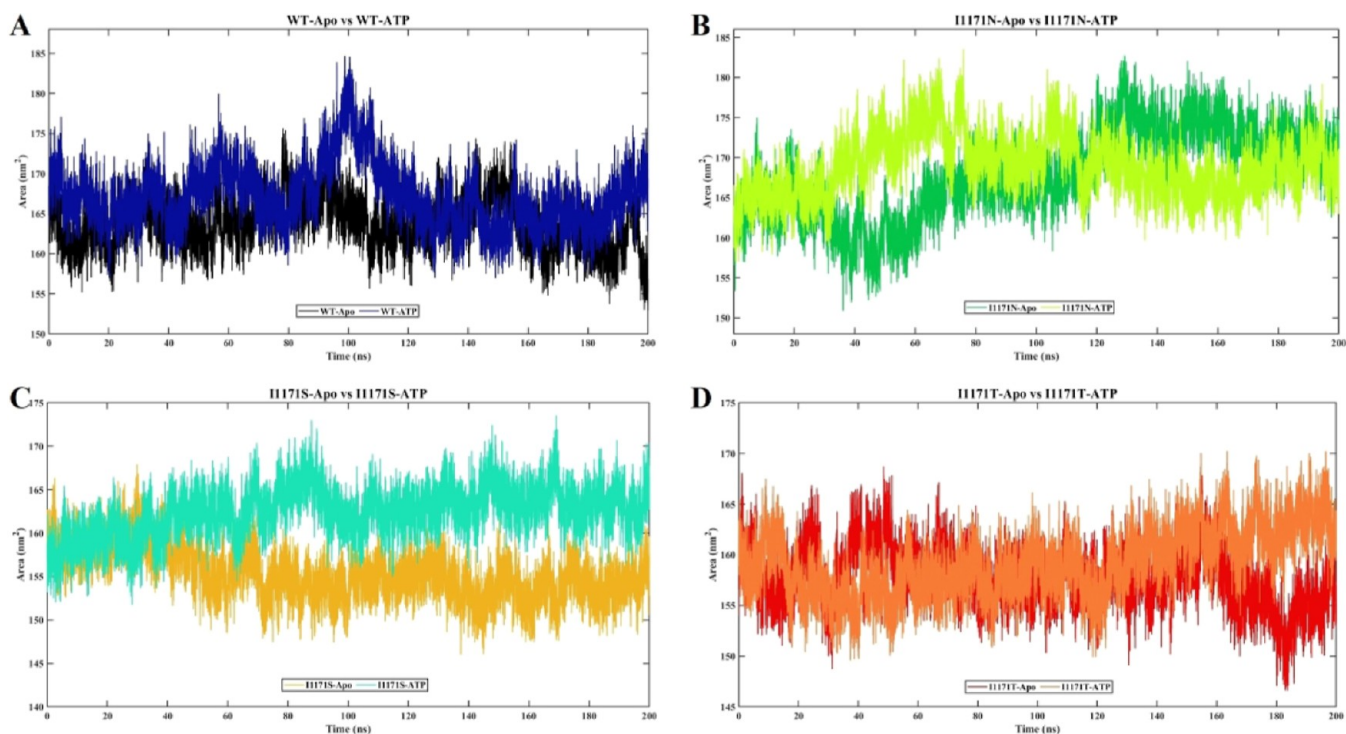 A
WT-Apo vs WT-ATP
185
180
175
170
165
160
155
150
Area (nm²)
WT-Apo WT-ATP
0 20 40 60 80 100 120 140 160 180 200
Time (ns)
B
I1171N-Apo vs I1171N-ATP
185
180
175
170
165
160
155
150
Area (nm²)
I1171N-Apo I1171N-ATP
0 20 40 60 80 100 120 140 160 180 200
Time (ns)
C
I1171S-Apo vs I1171S-ATP
175
170
165
160
155
150
145
140
Area (nm²)
I1171S-Apo I1171S-ATP
0 20 40 60 80 100 120 140 160 180 200
Time (ns)
D
I1171T-Apo vs I1171T-ATP
175
170
165
160
155
150
145
Area (nm²)
I1171T-Apo I1171T-ATP
0 20 40 60 80 100 120 140 160 180 200
Time (ns)